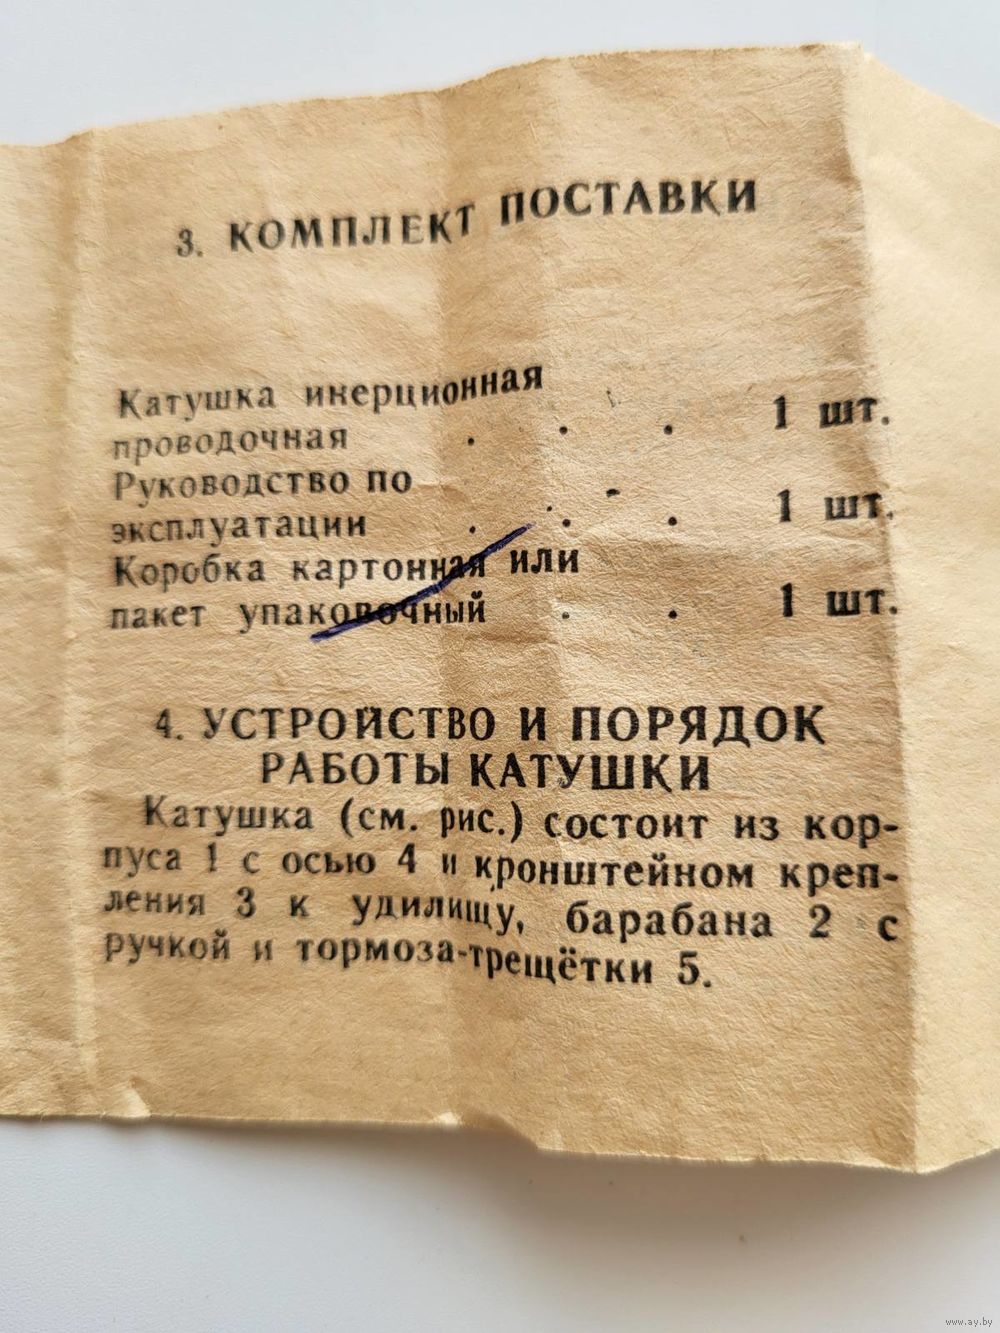 3. КОМПЛЕКТ ПОСТАВКИ
Катушка инерционная
проводочная . . . 1 шт.
Руководство по
эксплуатации . . . 1 шт.
Коробка картонная или
пакет упаковочный . . 1 шт.
4. УСТРОЙСТВО И ПОРЯДОК
РАБОТЫ КАТУШКИ
Катушка (см. рис.) состоит из кор-
пуса 1 с осью 4 и кронштейном креп-
ления 3 к удилищу, барабана 2 с
ручкой и тормоза-трещётки 5.
www.ay.by